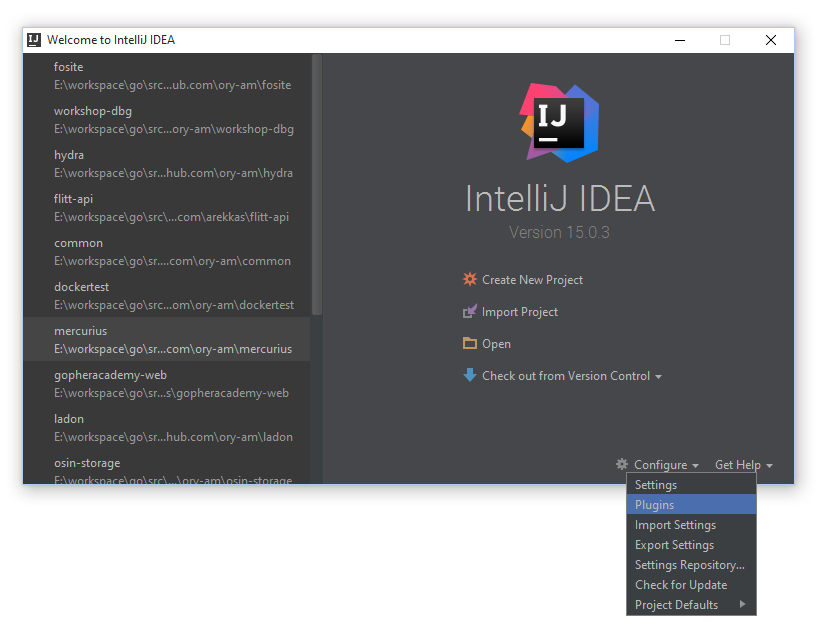 Welcome to IntelliJ IDEA
fosite
E:\workspace\go\src...ub.com\ory-am\fosite
workshop-dbg
E:\workspace\go\src...ory-am\workshop-dbg
hydra
E:\workspace\go\src...hub.com\ory-am\hydra
flitt-api
E:\workspace\go\src\...com\arekkas\flitt-api
common
E:\workspace\go\sr....com\ory-am\common
dockertest
E:\workspace\go\src...om\ory-am\dockertest
mercurius
E:\workspace\go\sr...com\ory-am\mercurius
gopheracademy-web
E:\workspace\go\sr...s\gopheracademy-web
ladon
E:\workspace\go\sr...hub.com\ory-am\ladon
osin-storage
E:\workspace\go\src\...\ory-am\osin-storage
IJ
IntelliJ IDEA
Version 15.0.3
Create New Project
Import Project
Open
Check out from Version Control
Configure
Get Help
Settings
Plugins
Import Settings
Export Settings
Settings Repository...
Check for Update
Project Defaults